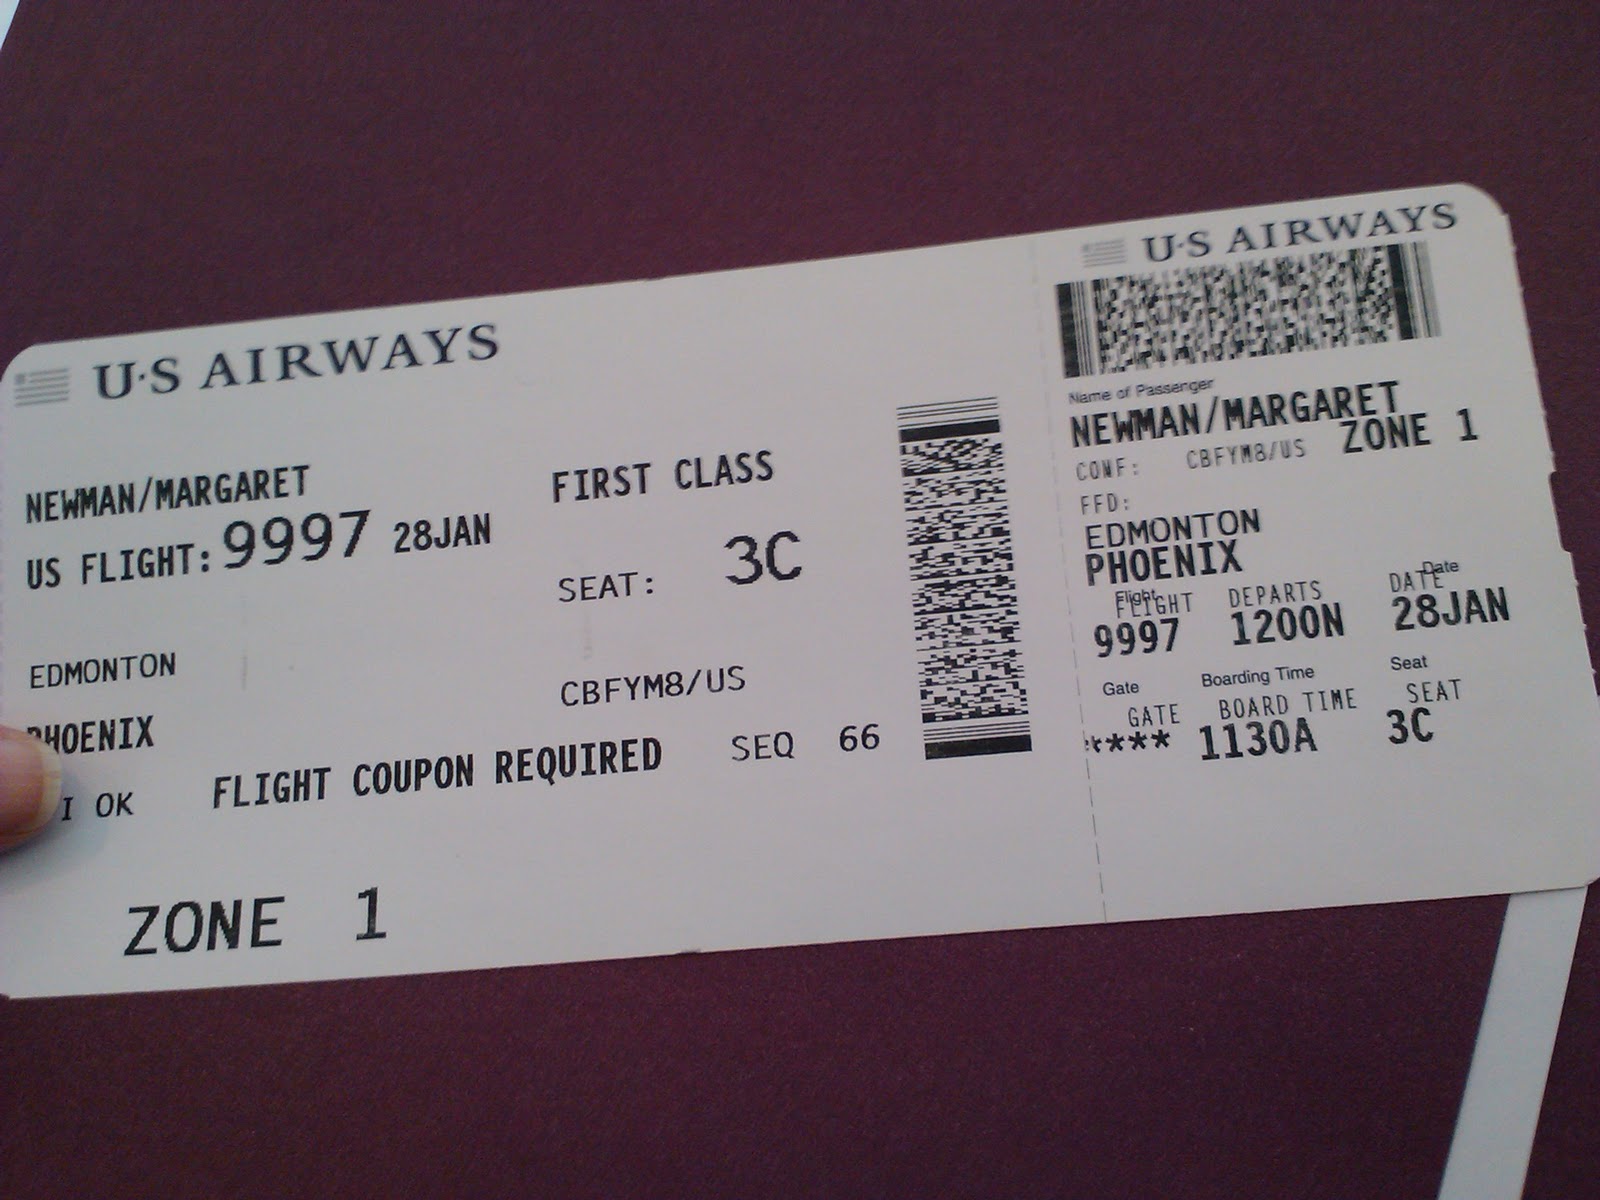 U·S AIRWAYS
NEWMAN/MARGARET
FIRST CLASS
US FLIGHT: 9997 28JAN
SEAT: 3C
EDMONTON
CBFYM8/US
PHOENIX
I OK FLIGHT COUPON REQUIRED SEQ 66
ZONE 1
U·S AIRWAYS
Name of Passenger
NEWMAN/MARGARET
CONF: CBFYM8/US ZONE 1
FFD:
EDMONTON
PHOENIX
Flight Date
FLIGHT DEPARTS DATE
9997 1200N 28JAN
Gate Boarding Time Seat
GATE BOARD TIME SEAT
**** 1130A 3C